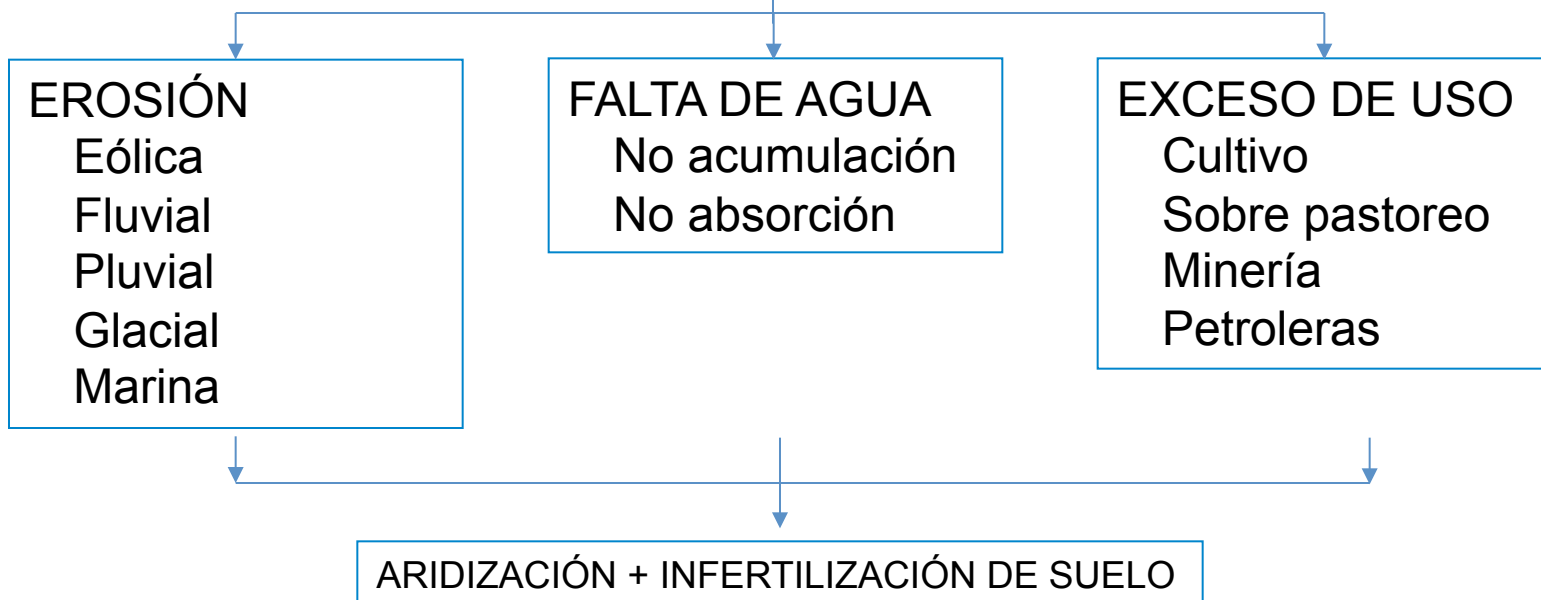 EROSIÓN
Eólica
Fluvial
Pluvial
Glacial
Marina
FALTA DE AGUA
No acumulación
No absorción
EXCESO DE USO
Cultivo
Sobre pastoreo
Minería
Petroleras
ARIDIZACIÓN + INFERTILIZACIÓN DE SUELO